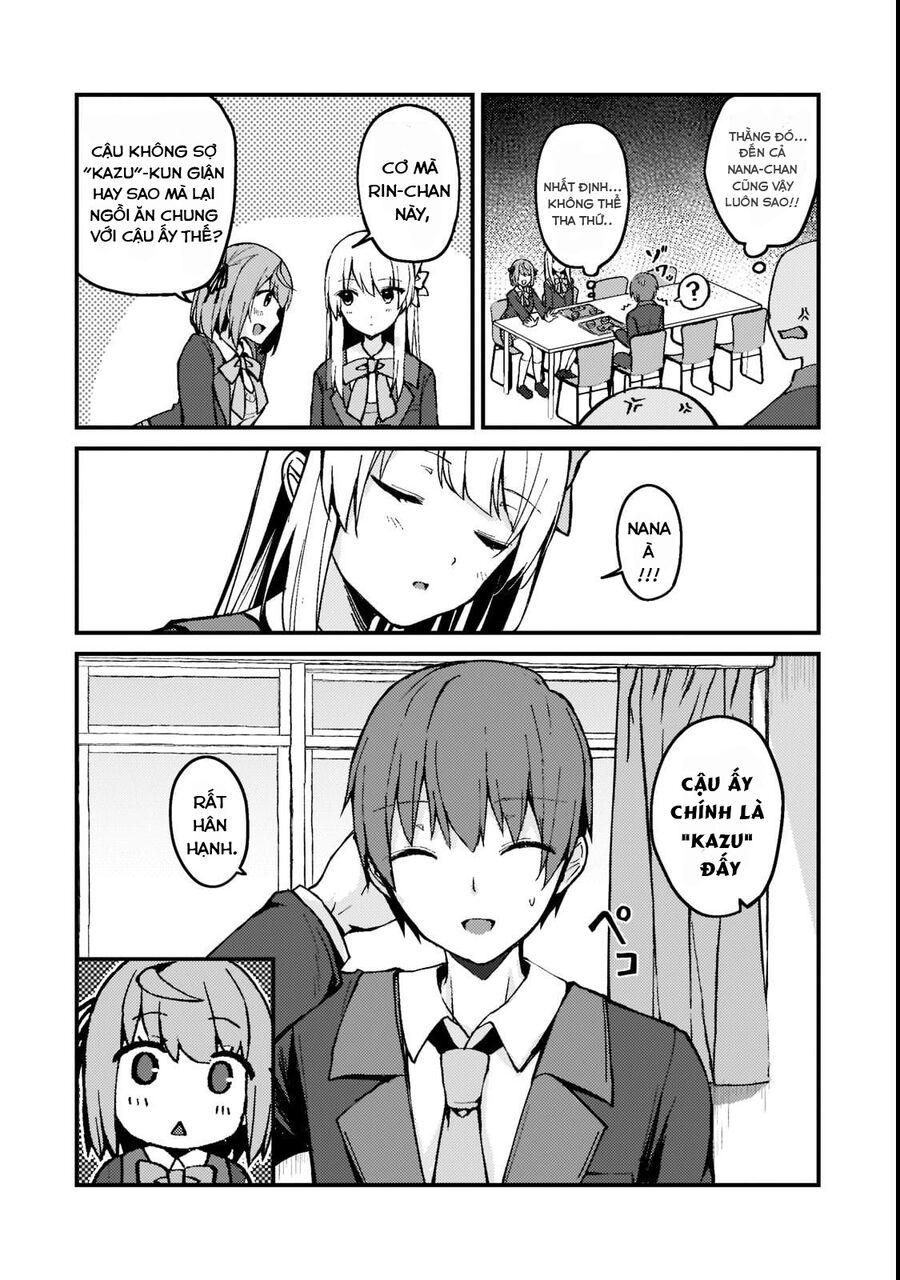 THẰNG ĐÓ...
ĐẾN CẢ
NANA-CHAN
CŨNG VẬY
LUÔN SAO!!
NHẤT ĐỊNH...
KHÔNG THỂ
THA THỨ..
?
CƠ MÀ
RIN-CHAN
NÀY,
CẬU KHÔNG SỢ
"KAZU"-KUN GIẬN
HAY SAO MÀ LẠI
NGỒI ĂN CHUNG
VỚI CẬU ẤY THẾ?
NANA
À
!!!
CẬU ẤY
CHÍNH LÀ
"KAZU"
ĐẤY
RẤT
HÂN
HẠNH.
ペコ